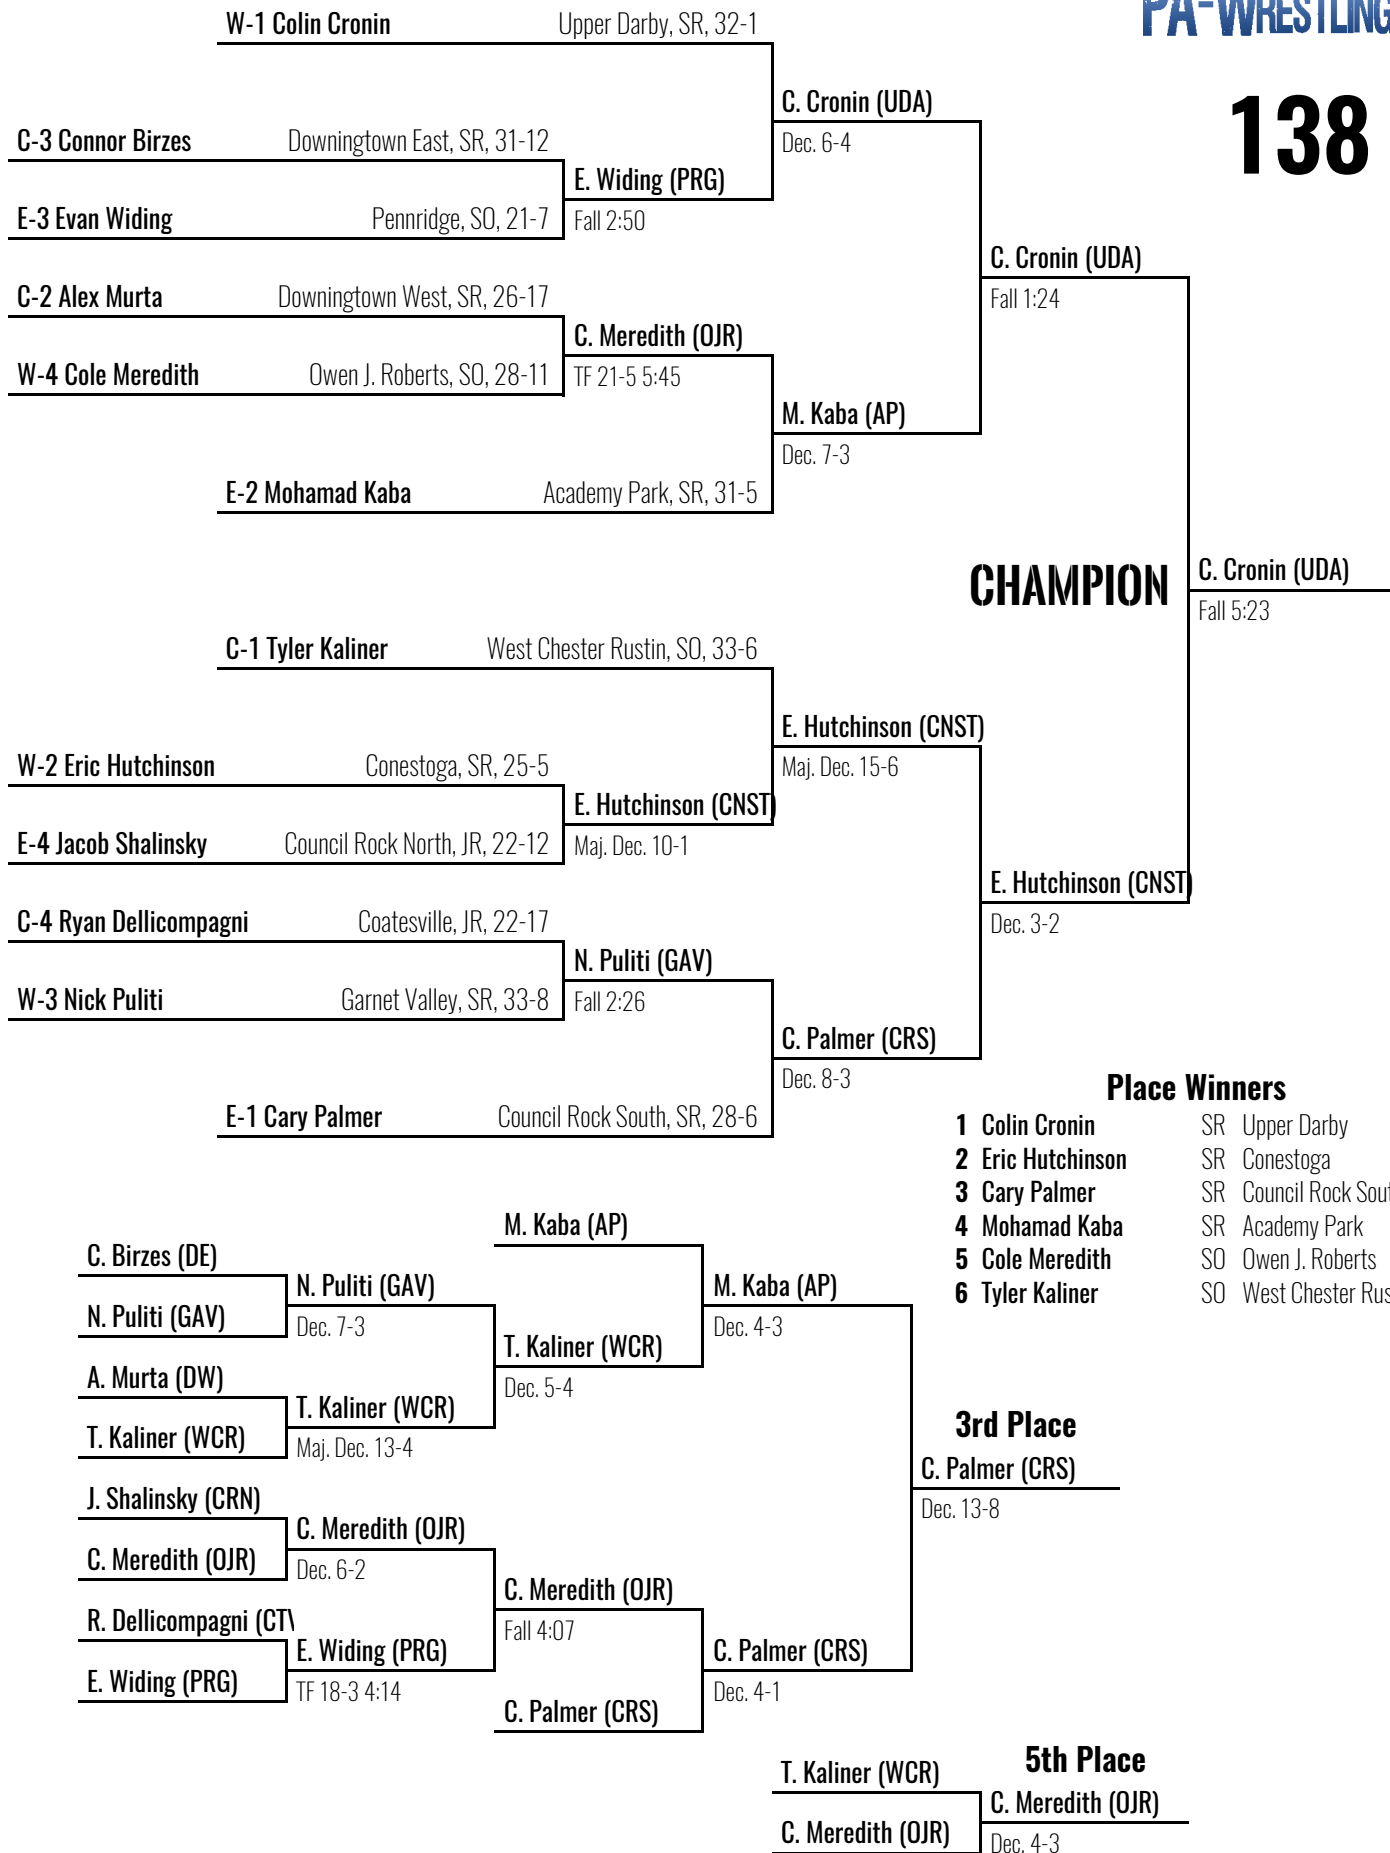 PA-WRESTLING
138
W-1 Colin Cronin Upper Darby, SR, 32-1
C. Cronin (UDA)
Dec. 6-4
C-3 Connor Birzes Downingtown East, SR, 31-12
E. Widing (PRG)
Fall 2:50
E-3 Evan Widing Pennridge, SO, 21-7
C. Cronin (UDA)
Fall 1:24
C-2 Alex Murta Downingtown West, SR, 26-17
C. Meredith (OJR)
TF 21-5 5:45
W-4 Cole Meredith Owen J. Roberts, SO, 28-11
M. Kaba (AP)
Dec. 7-3
E-2 Mohamad Kaba Academy Park, SR, 31-5
CHAMPION
C. Cronin (UDA)
Fall 5:23
C-1 Tyler Kaliner West Chester Rustin, SO, 33-6
E. Hutchinson (CNST)
Maj. Dec. 15-6
W-2 Eric Hutchinson Conestoga, SR, 25-5
E. Hutchinson (CNST)
Maj. Dec. 10-1
E-4 Jacob Shalinsky Council Rock North, JR, 22-12
E. Hutchinson (CNST)
Dec. 3-2
C-4 Ryan Dellicompagni Coatesville, JR, 22-17
N. Puliti (GAV)
Fall 2:26
W-3 Nick Puliti Garnet Valley, SR, 33-8
C. Palmer (CRS)
Dec. 8-3
E-1 Cary Palmer Council Rock South, SR, 28-6
Place Winners
1 Colin Cronin SR Upper Darby
2 Eric Hutchinson SR Conestoga
3 Cary Palmer SR Council Rock Sout
4 Mohamad Kaba SR Academy Park
5 Cole Meredith SO Owen J. Roberts
6 Tyler Kaliner SO West Chester Rus
M. Kaba (AP)
C. Birzes (DE)
N. Puliti (GAV)
Dec. 7-3
N. Puliti (GAV)
M. Kaba (AP)
Dec. 4-3
T. Kaliner (WCR)
Dec. 5-4
A. Murta (DW)
T. Kaliner (WCR)
Maj. Dec. 13-4
T. Kaliner (WCR)
3rd Place
C. Palmer (CRS)
Dec. 13-8
J. Shalinsky (CRN)
C. Meredith (OJR)
Dec. 6-2
C. Meredith (OJR)
C. Meredith (OJR)
Fall 4:07
R. Dellicompagni (CTV
E. Widing (PRG)
TF 18-3 4:14
E. Widing (PRG)
C. Palmer (CRS)
Dec. 4-1
C. Palmer (CRS)
5th Place
T. Kaliner (WCR)
C. Meredith (OJR)
C. Meredith (OJR)
Dec. 4-3